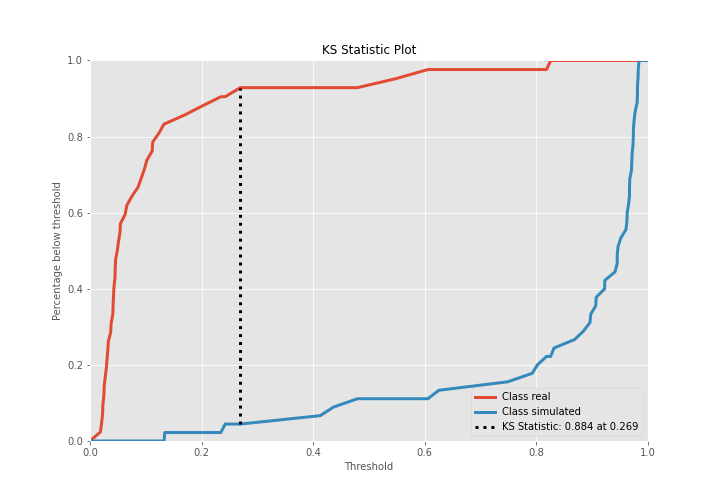 KS Statistic Plot
1.0
0.8
0.6
0.4
0.2
0.0
Percentage below threshold
0.0 0.2 0.4 0.6 0.8 1.0
Threshold
Class real
Class simulated
KS Statistic: 0.884 at 0.269